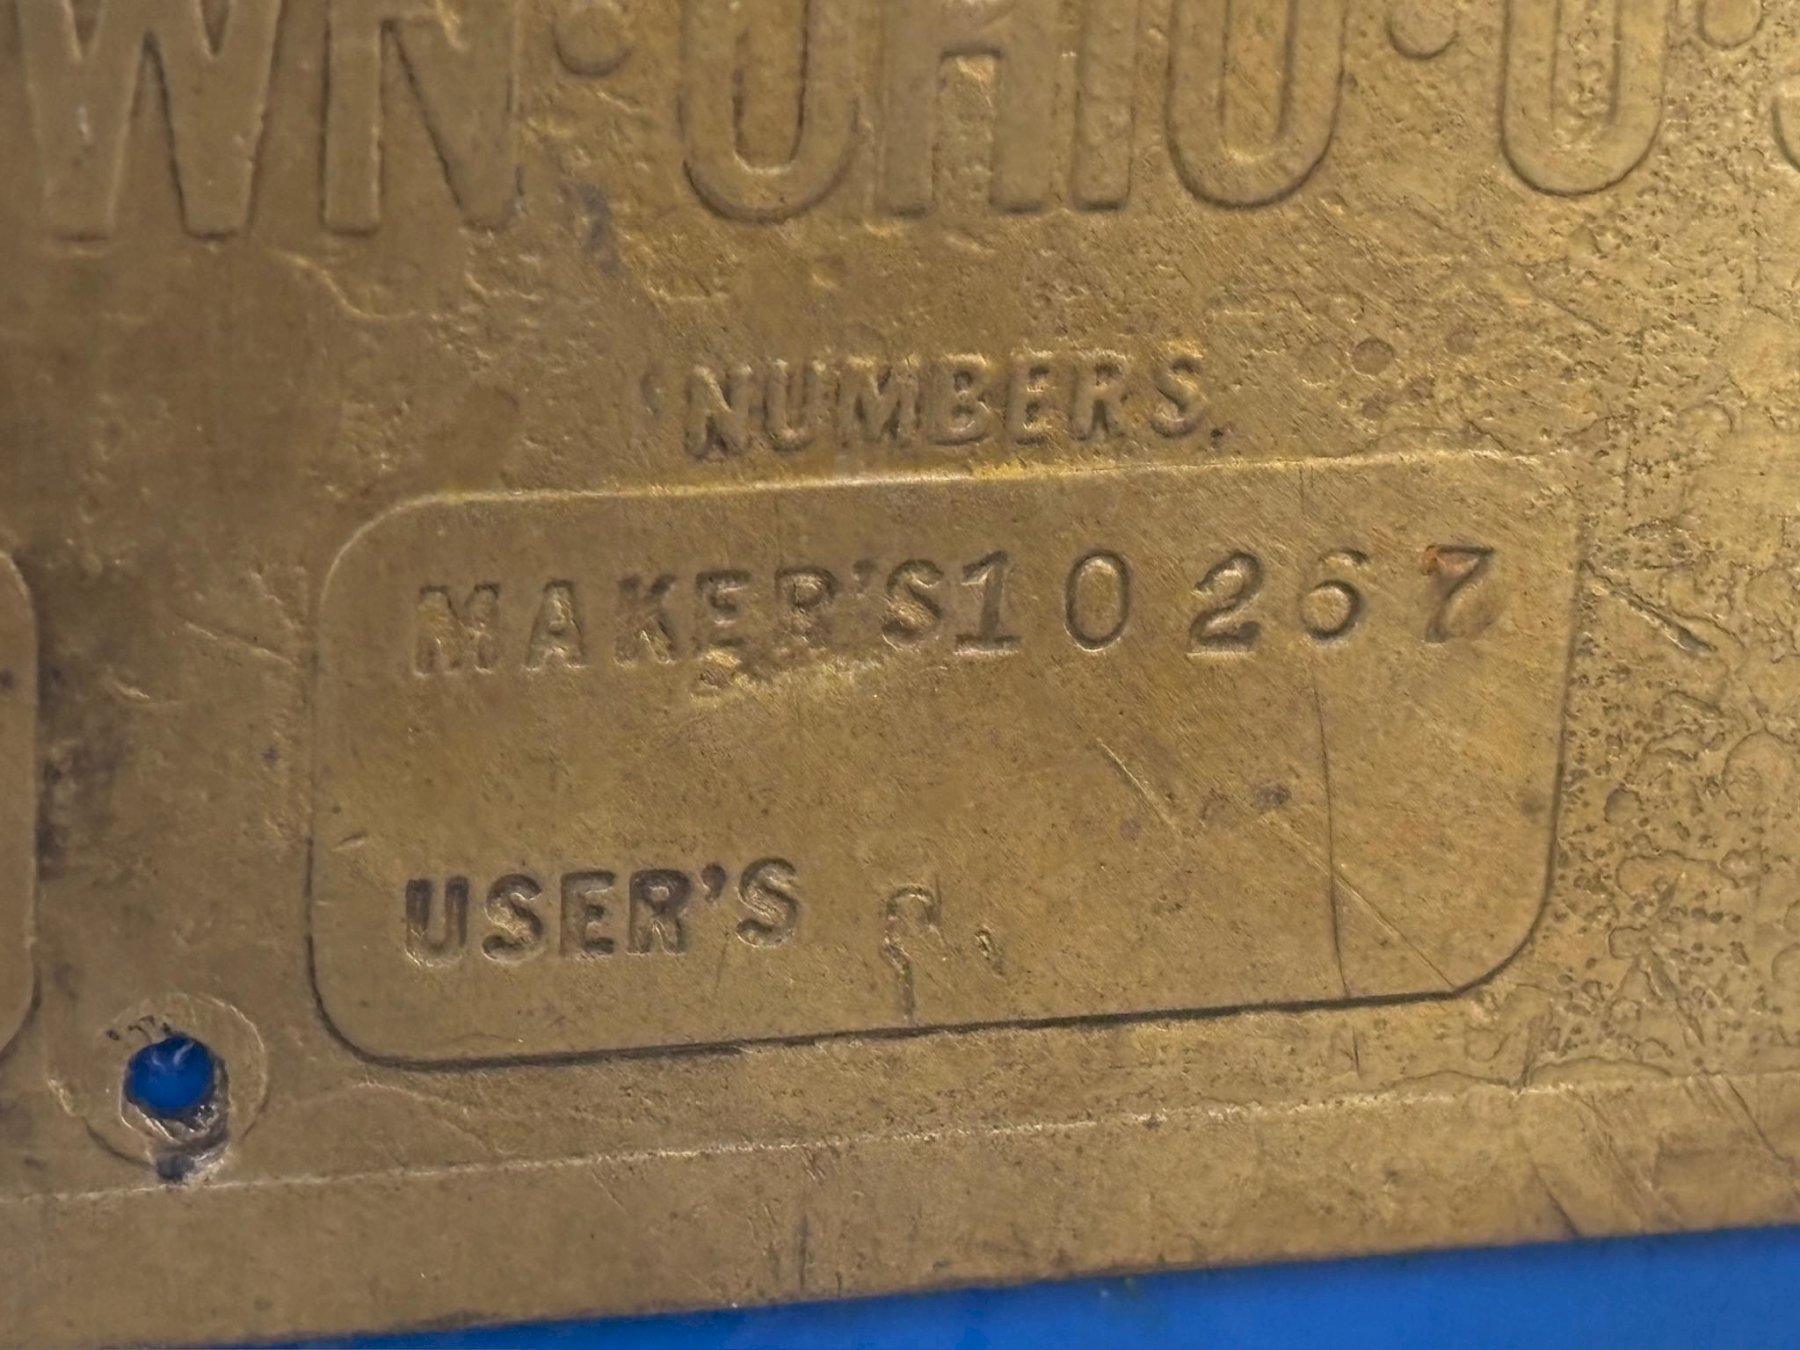 WN·OHIO·U·S
NUMBERS.
MAKER'S 10267
USER'S